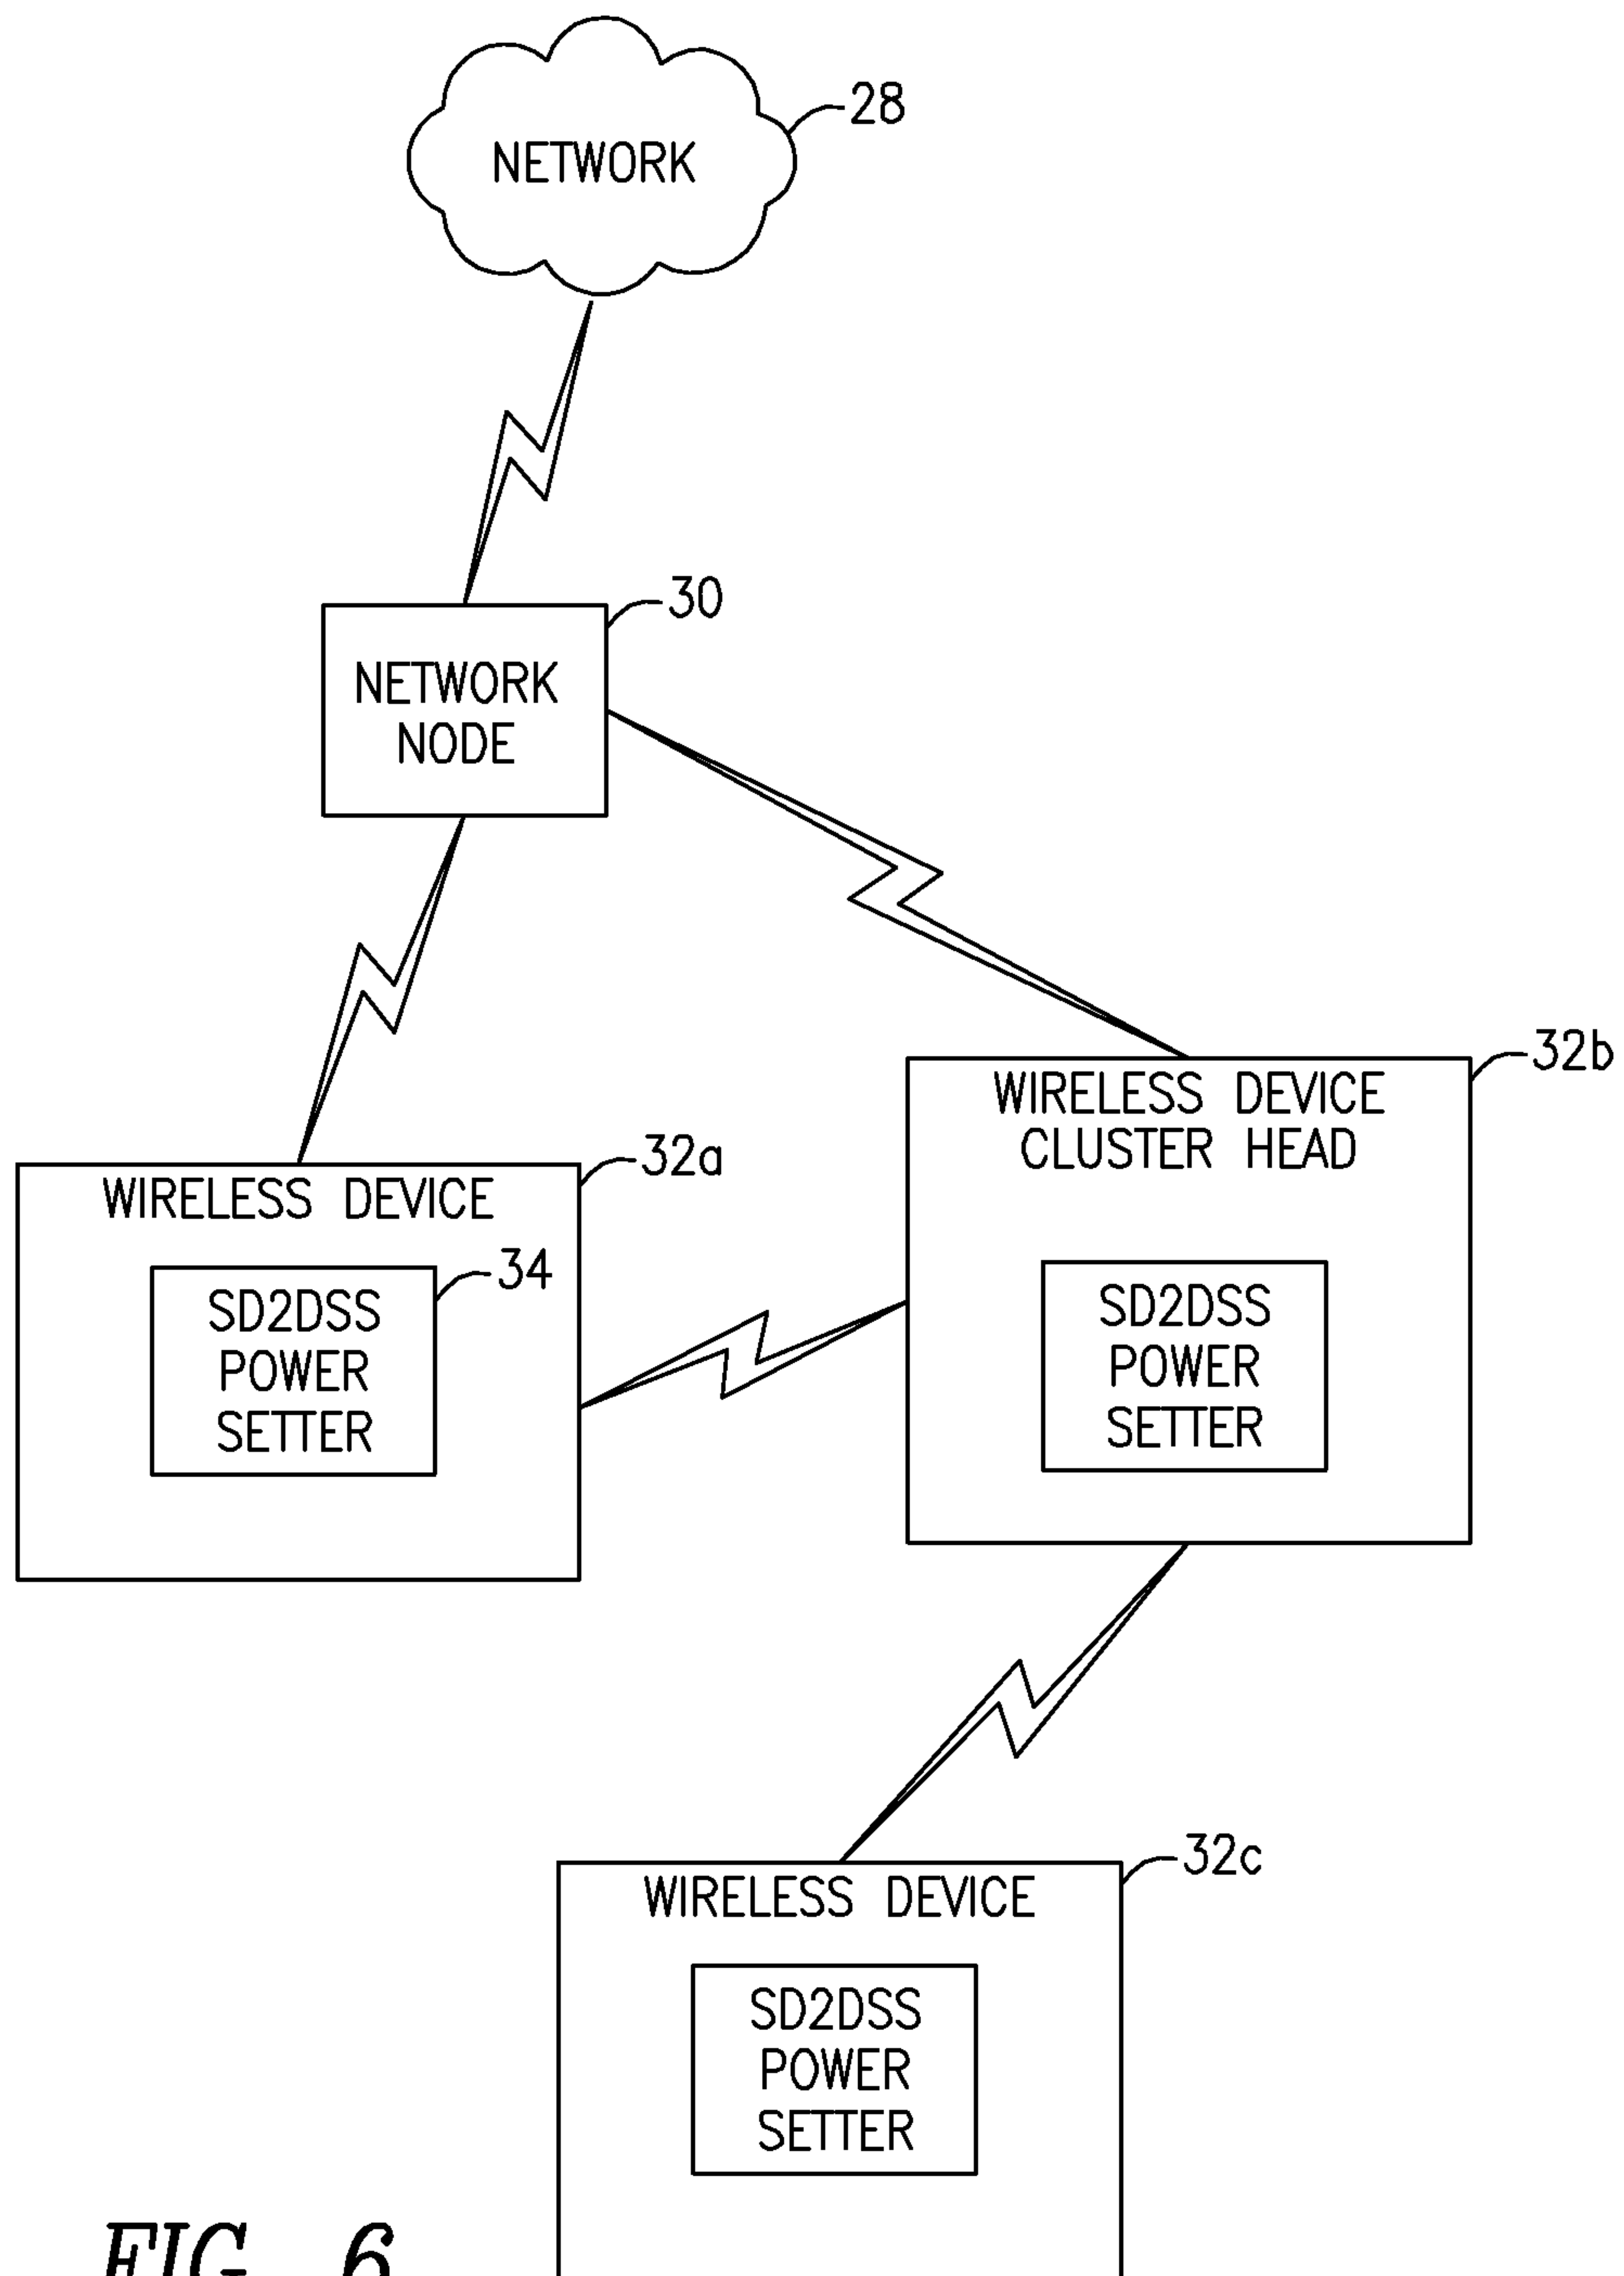 28
NETWORK
30
NETWORK
NODE
32b
WIRELESS DEVICE
CLUSTER HEAD
32a
WIRELESS DEVICE
34
SD2DSS
POWER
SETTER
SD2DSS
POWER
SETTER
32c
WIRELESS DEVICE
SD2DSS
POWER
SETTER
FIG. 6